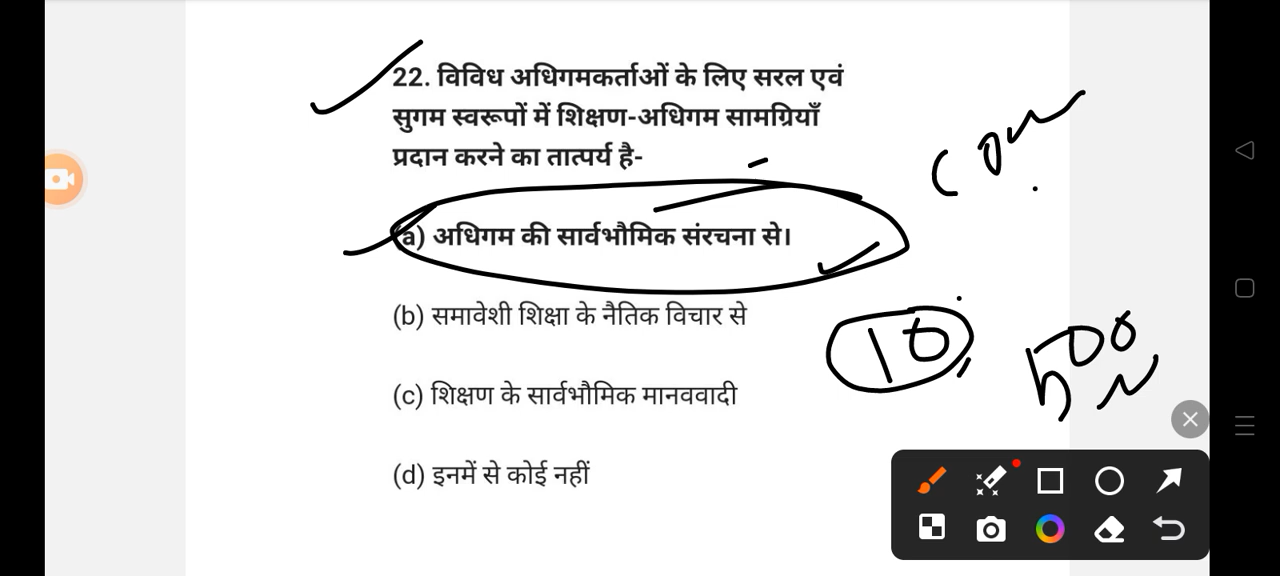 22. विविध अधिगमकर्ताओं के लिए सरल एवं
सुगम स्वरूपों में शिक्षण-अधिगम सामग्रियाँ
प्रदान करने का तात्पर्य है-
(a) अधिगम की सार्वभौमिक संरचना से।
(b) समावेशी शिक्षा के नैतिक विचार से
(c) शिक्षण के सार्वभौमिक मानववादी
(d) इनमें से कोई नहीं
10